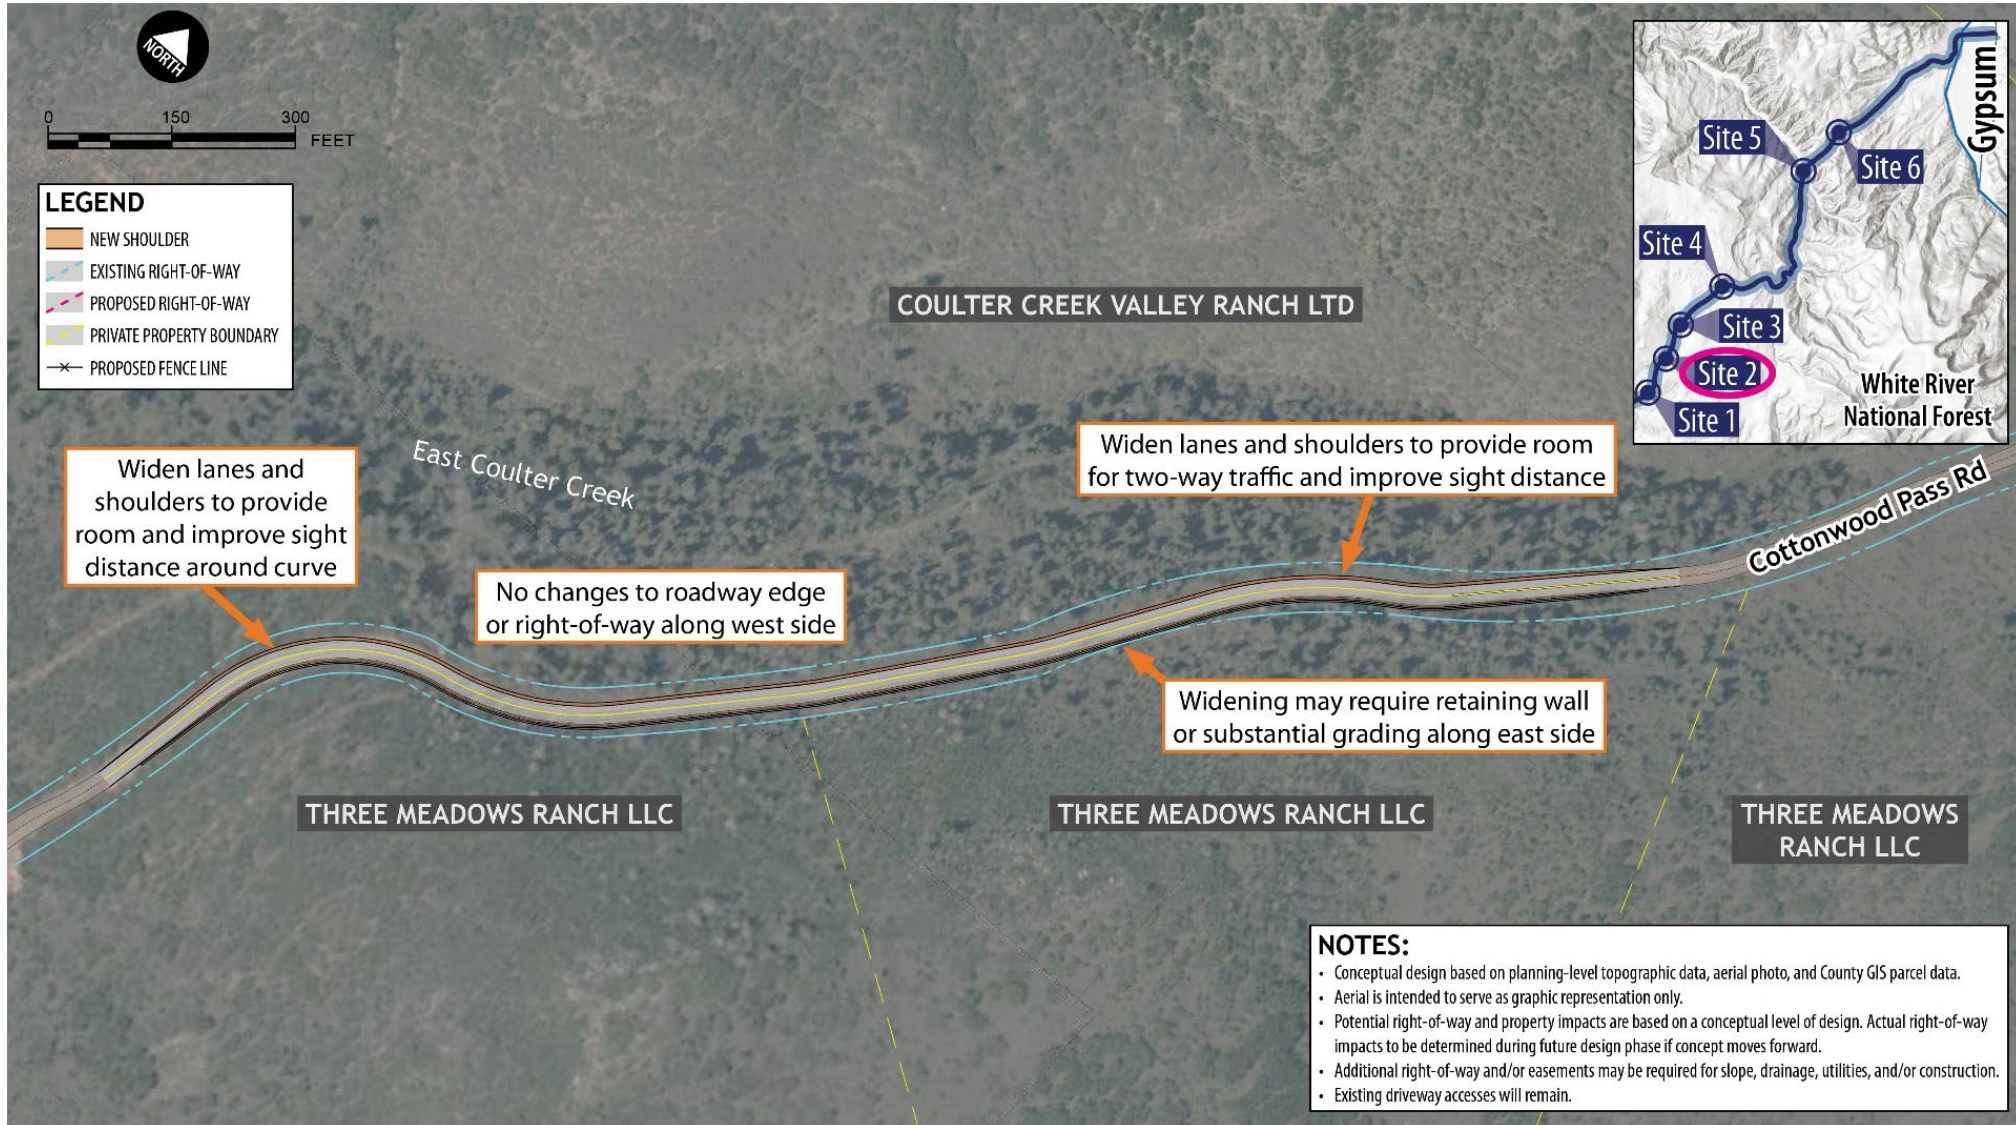 NORTH
0 150 300
FEET
LEGEND
NEW SHOULDER
EXISTING RIGHT-OF-WAY
PROPOSED RIGHT-OF-WAY
PRIVATE PROPERTY BOUNDARY
PROPOSED FENCE LINE
Gypsum
Site 5
Site 6
Site 4
Site 3
Site 2
Site 1
White River
National Forest
COULTER CREEK VALLEY RANCH LTD
East Coulter Creek
Widen lanes and
shoulders to provide
room and improve sight
distance around curve
No changes to roadway edge
or right-of-way along west side
Widen lanes and shoulders to provide room
for two-way traffic and improve sight distance
Cottonwood Pass Rd
Widening may require retaining wall
or substantial grading along east side
THREE MEADOWS RANCH LLC
THREE MEADOWS RANCH LLC
THREE MEADOWS
RANCH LLC
NOTES:
• Conceptual design based on planning-level topographic data, aerial photo, and County GIS parcel data.
• Aerial is intended to serve as graphic representation only.
• Potential right-of-way and property impacts are based on a conceptual level of design. Actual right-of-way
impacts to be determined during future design phase if concept moves forward.
• Additional right-of-way and/or easements may be required for slope, drainage, utilities, and/or construction.
• Existing driveway accesses will remain.